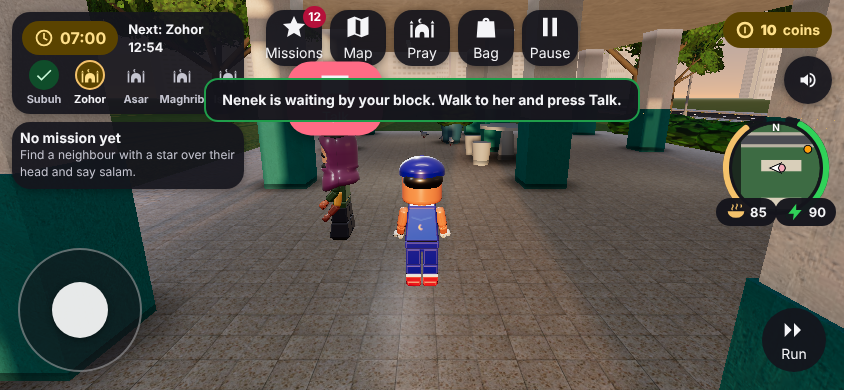 07:00
Next: Zohor
12:54
Subuh
Zohor
Asar
Maghrib
12
Missions
Map
Pray
Bag
Pause
10 coins
Nenek is waiting by your block. Walk to her and press Talk.
No mission yet
Find a neighbour with a star over their
head and say salam.
N
85
90
Run